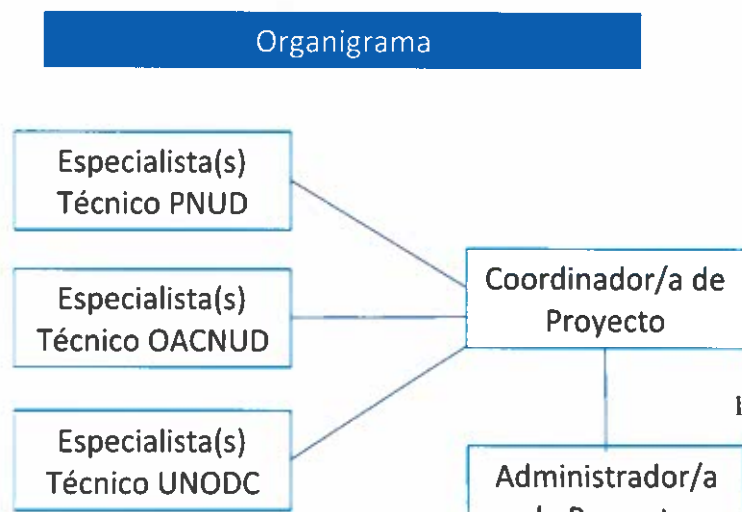 Organigrama
Especialista(s)
Técnico PNUD
Especialista(s)
Técnico OACNUD
Especialista(s)
Técnico UNODC
Coordinador/a de
Proyecto
Administrador/a